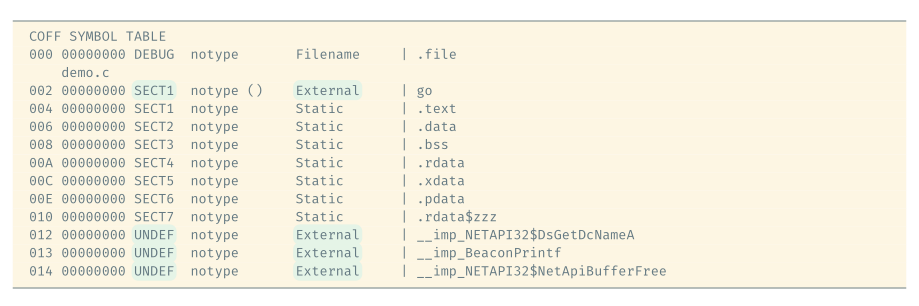 COFF SYMBOL TABLE
000 00000000 DEBUG  notype       Filename     | .file
    demo.c
002 00000000 SECT1  notype ()    External     | go
004 00000000 SECT1  notype       Static       | .text
006 00000000 SECT2  notype       Static       | .data
008 00000000 SECT3  notype       Static       | .bss
00A 00000000 SECT4  notype       Static       | .rdata
00C 00000000 SECT5  notype       Static       | .xdata
00E 00000000 SECT6  notype       Static       | .pdata
010 00000000 SECT7  notype       Static       | .rdata$zzz
012 00000000 UNDEF  notype       External     | __imp_NETAPI32$DsGetDcNameA
013 00000000 UNDEF  notype       External     | __imp_BeaconPrintf
014 00000000 UNDEF  notype       External     | __imp_NETAPI32$NetApiBufferFree